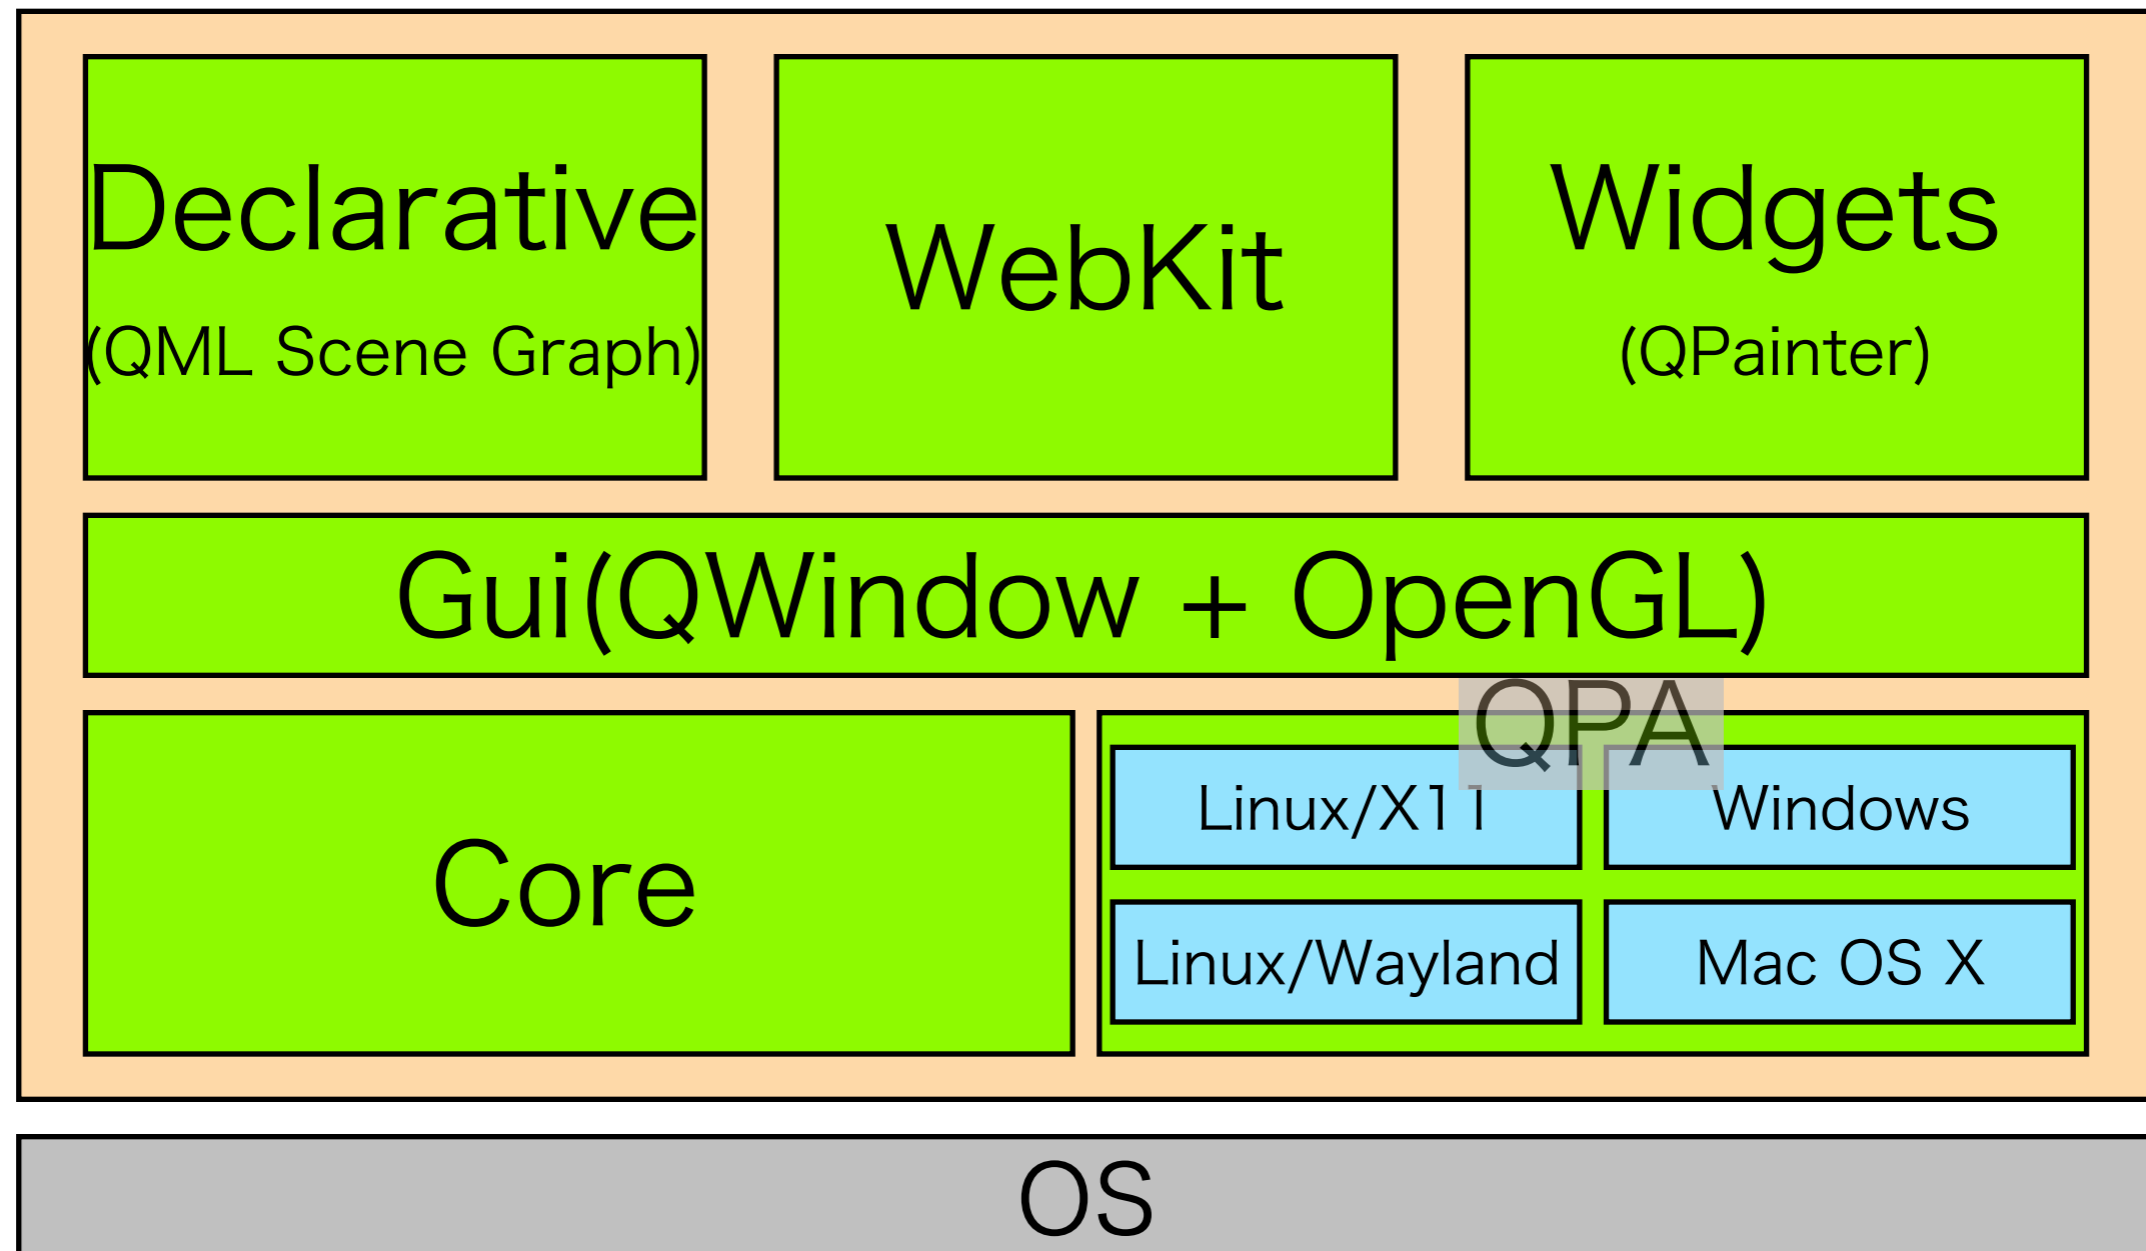 Declarative
(QML Scene Graph)
WebKit
Widgets
(QPainter)
Gui(QWindow + OpenGL)
QPA
Core
Linux/X11
Windows
Linux/Wayland
Mac OS X
OS